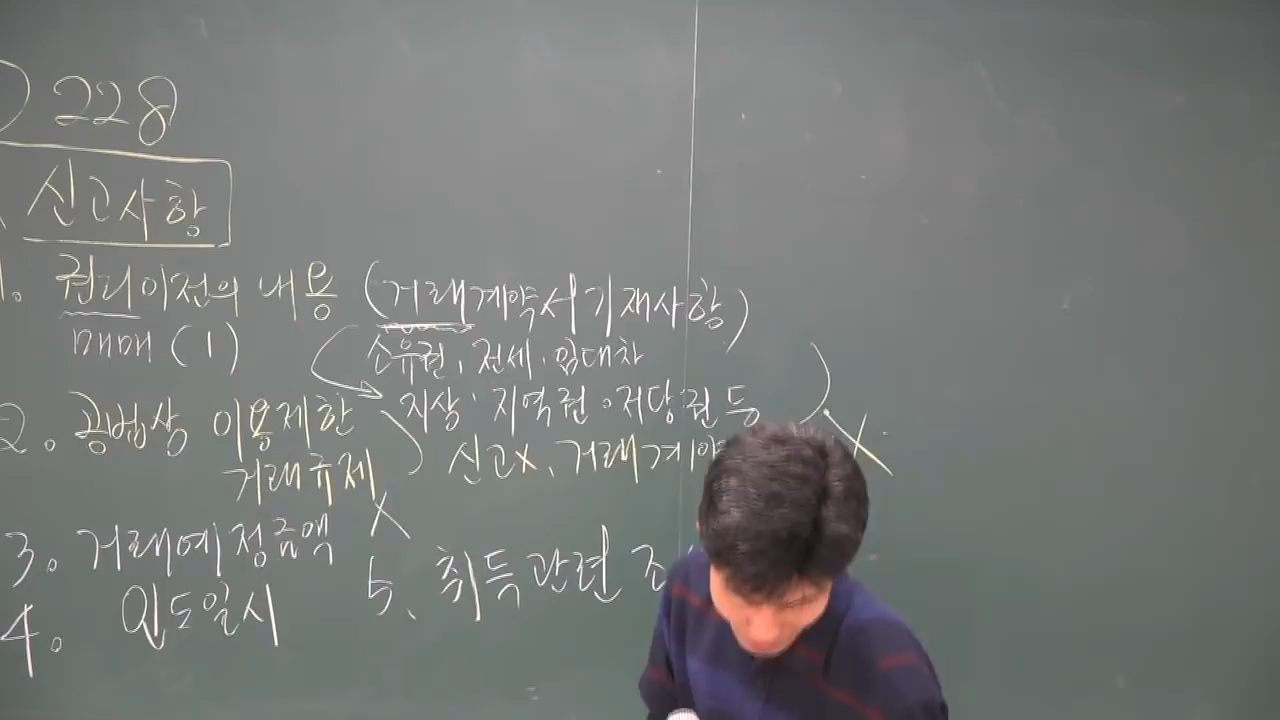 228
신고사항
1. 권리이전의 내용 (거래계약서기재사항)
매매(1)
소유권, 전세, 임대차
지상·지역권·저당권 등
2. 공법상 이용제한
거래규제
신고X, 거래계약
X
X
3. 거래예정금액
4. 인도일시
5. 취득관련 조